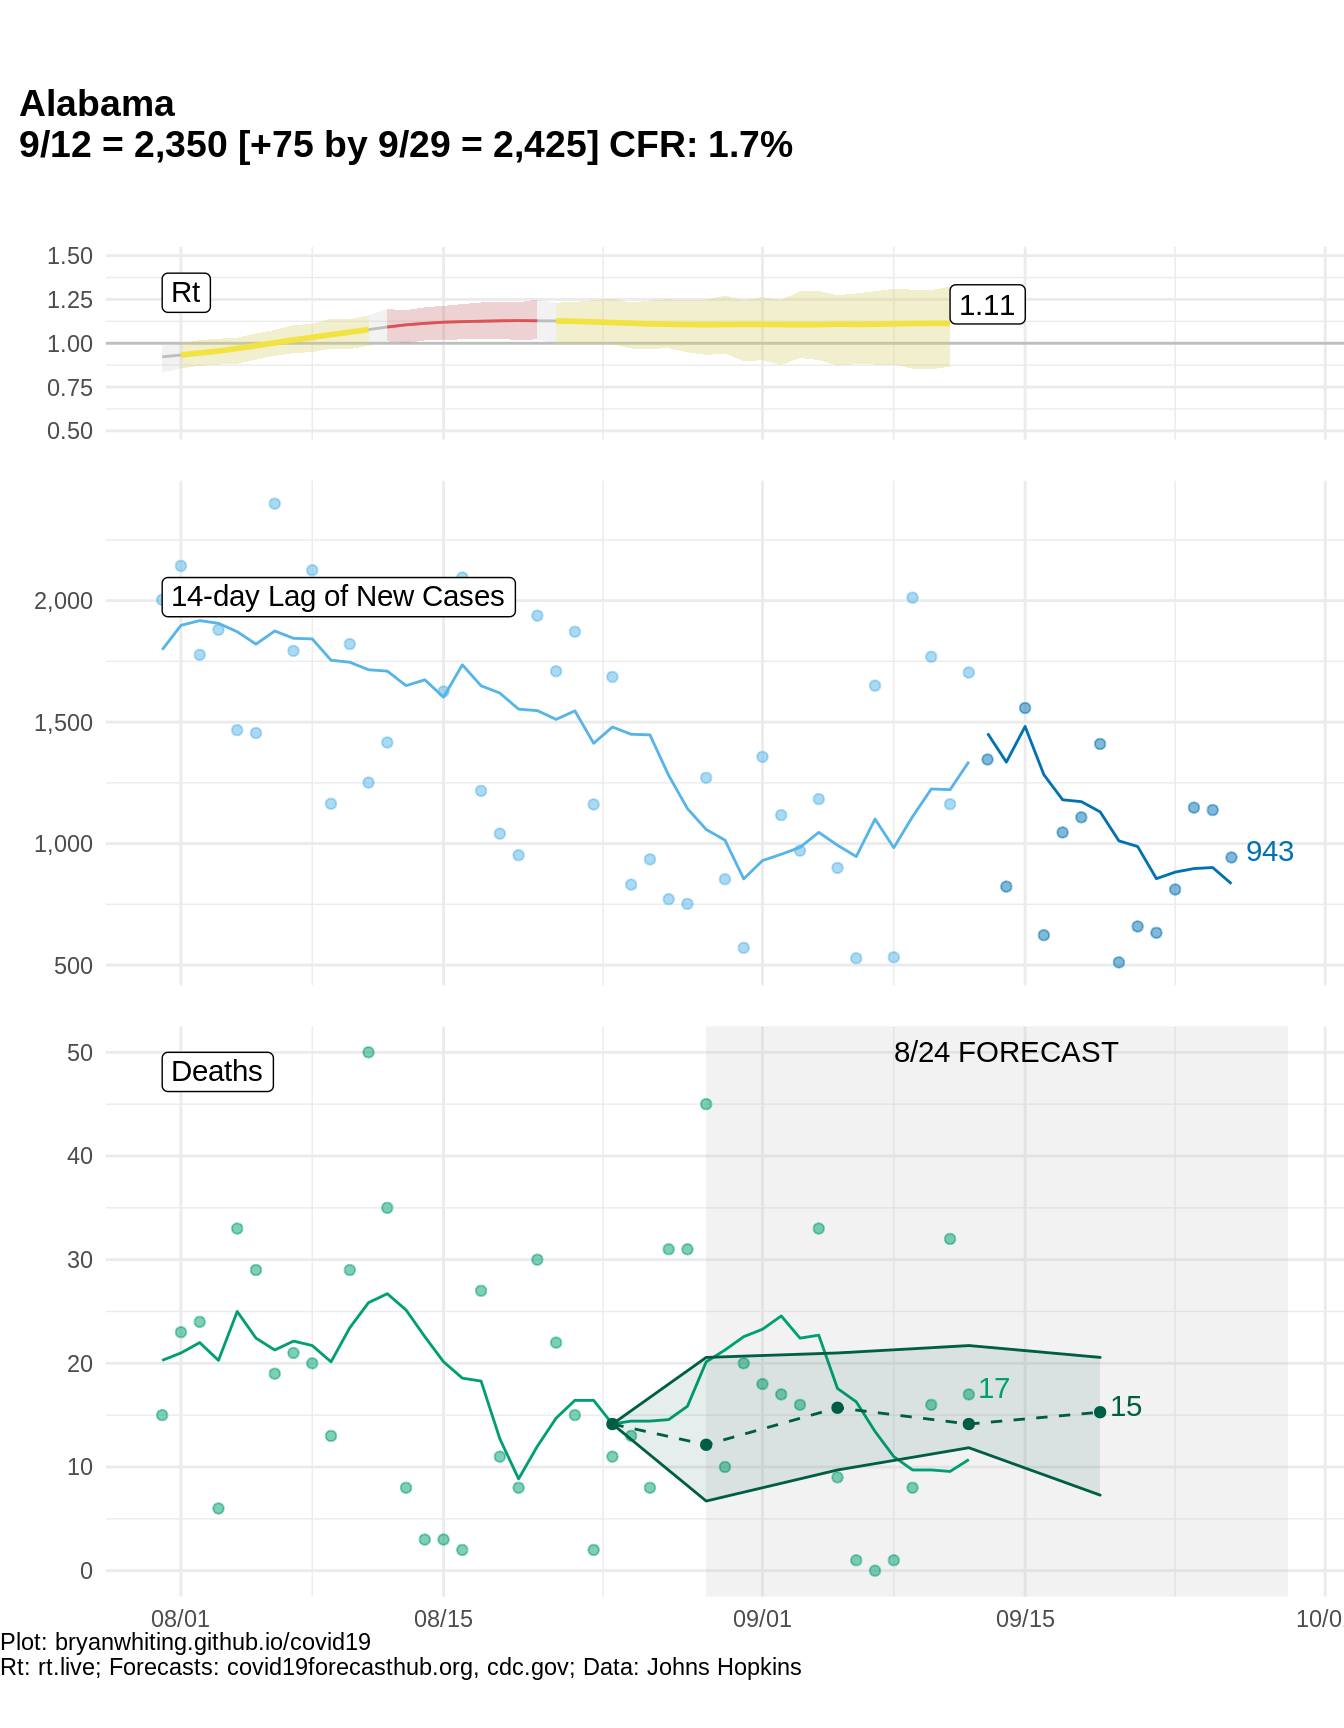 Alabama
9/12 = 2,350 [+75 by 9/29 = 2,425] CFR: 1.7%
1.50
Rt
1.25
1.11
1.00
0.75
0.50
14-day Lag of New Cases
2,000
1,500
1,000
943
500
8/24 FORECAST
50
Deaths
40
30
20
17
15
10
0
08/01 08/15 09/01 09/15 10/0
Plot: bryanwhiting.github.io/covid19
Rt: rt.live; Forecasts: covid19forecasthub.org, cdc.gov; Data: Johns Hopkins